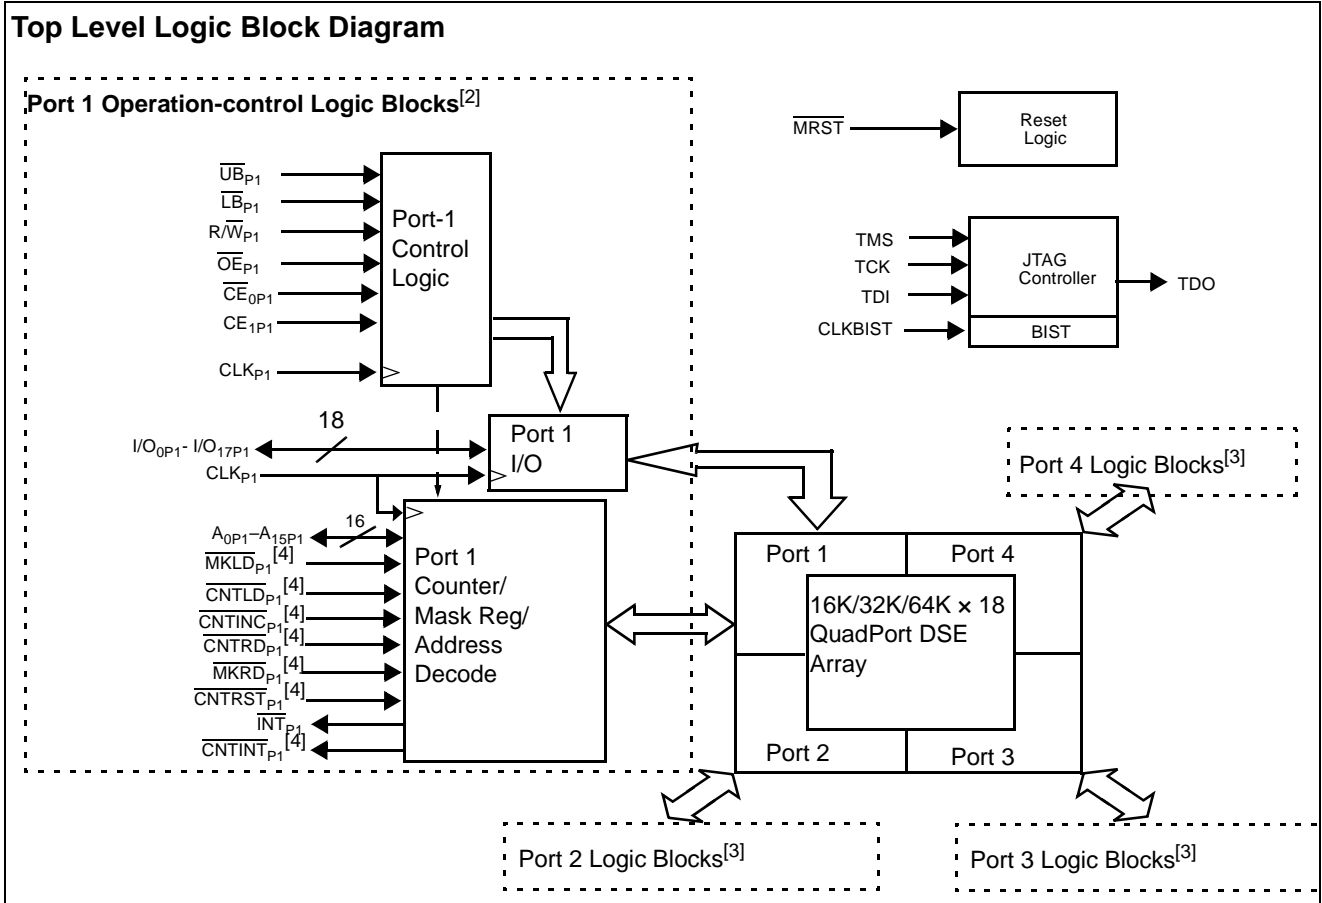 Top Level Logic Block Diagram
Port 1 Operation-control Logic Blocks[2]
UBP1
LBP1
R/WP1
OEP1
CE0P1
CE1P1
CLKP1
Port-1
Control
Logic
MRST
Reset
Logic
TMS
TCK
TDI
CLKBIST
JTAG
Controller
BIST
TDO
18
I/O0P1- I/O17P1
CLKP1
Port 1
I/O
16
A0P1–A15P1
MKLDP1[4]
CNTLDP1[4]
CNTINCP1[4]
CNTRDP1[4]
MKRDP1[4]
CNTRSTP1[4]
INTP1
CNTINTP1[4]
Port 1
Counter/
Mask Reg/
Address
Decode
Port 4 Logic Blocks[3]
Port 1
Port 4
16K/32K/64K × 18
QuadPort DSE
Array
Port 2
Port 3
Port 2 Logic Blocks[3]
Port 3 Logic Blocks[3]